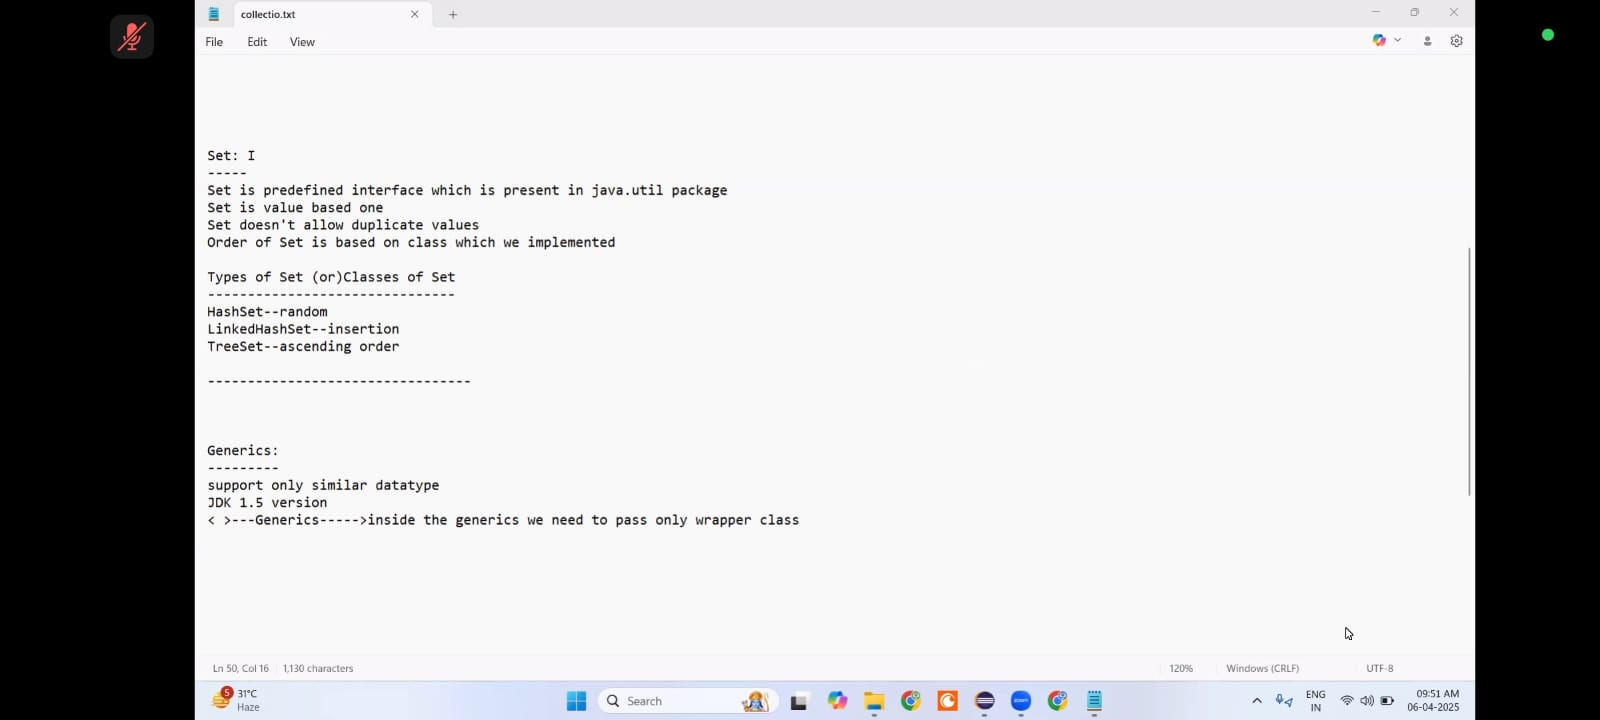 collectio.txt
File Edit View
Set: I
-----
Set is predefined interface which is present in java.util package
Set is value based one
Set doesn't allow duplicate values
Order of Set is based on class which we implemented
Types of Set (or)Classes of Set
-------------------------------
HashSet--random
LinkedHashSet--insertion
TreeSet--ascending order
---------------------------------
Generics:
---------
support only similar datatype
JDK 1.5 version
< >---Generics----->inside the generics we need to pass only wrapper class
Ln 50, Col 16 1,130 characters 120% Windows (CRLF) UTF-8
5 31°C Search ENG 09:51 AM
Haze IN 06-04-2025